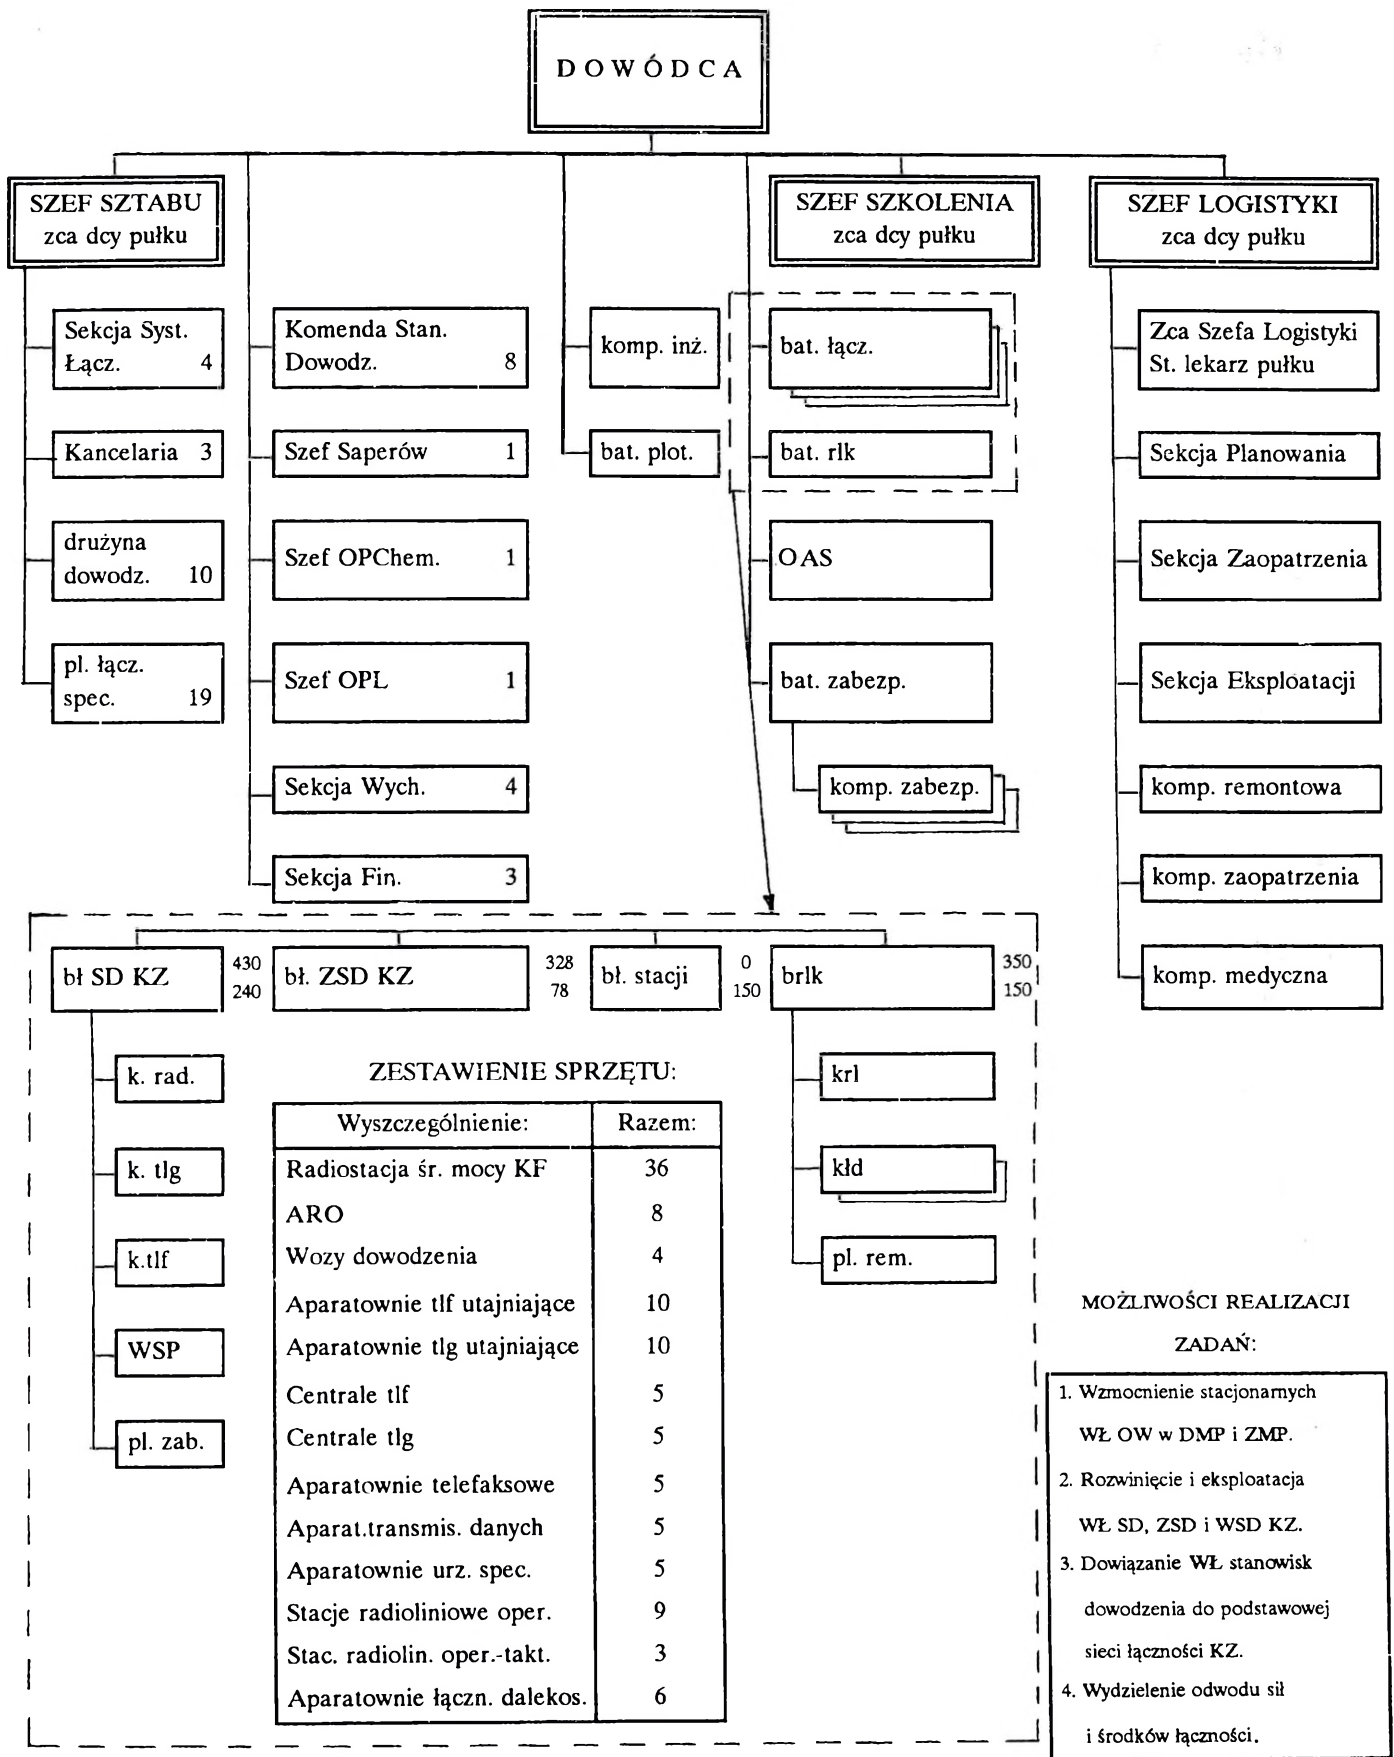 DOWÓDCA
SZEF SZTABU
zca dcy pułku
SZEF SZKOLENIA
zca dcy pułku
SZEF LOGISTYKI
zca dcy pułku
Sekcja Syst.
Łącz. 4
Kancelaria 3
drużyna
dowodz. 10
pl. łącz.
spec. 19
Komenda Stan.
Dowodz. 8
Szef Saperów 1
Szef OPChem. 1
Szef OPL 1
Sekcja Wych. 4
Sekcja Fin. 3
komp. inż.
bat. plot.
bat. łącz.
bat. rlk
OAS
bat. zabezp.
komp. zabezp.
Zca Szefa Logistyki
St. lekarz pułku
Sekcja Planowania
Sekcja Zaopatrzenia
Sekcja Eksploatacji
komp. remontowa
komp. zaopatrzenia
komp. medyczna
bł SD KZ
430
240
bł. ZSD KZ
328
78
bł. stacji
0
150
brlk
350
150
k. rad.
k. tlg
k.tlf
WSP
pl. zab.
ZESTAWIENIE SPRZĘTU:
Wyszczególnienie: Razem:
Radiostacja śr. mocy KF 36
ARO 8
Wozy dowodzenia 4
Aparatownie tlf utajniające 10
Aparatownie tlg utajniające 10
Centrale tlf 5
Centrale tlg 5
Aparatownie telefaksowe 5
Aparat.transmis. danych 5
Aparatownie urz. spec. 5
Stacje radioliniowe oper. 9
Stac. radiolin. oper.-takt. 3
Aparatownie łączn. dalekos. 6
krl
kłd
pl. rem.
MOŻLIWOŚCI REALIZACJI
ZADAŃ:
1. Wzmocnienie stacjonarnych
WŁ OW w DMP i ZMP.
2. Rozwinięcie i eksploatacja
WŁ SD, ZSD i WSD KZ.
3. Dowiązanie WŁ stanowisk
dowodzenia do podstawowej
sieci łączności KZ.
4. Wydzielenie odwodu sił
i środków łączności.